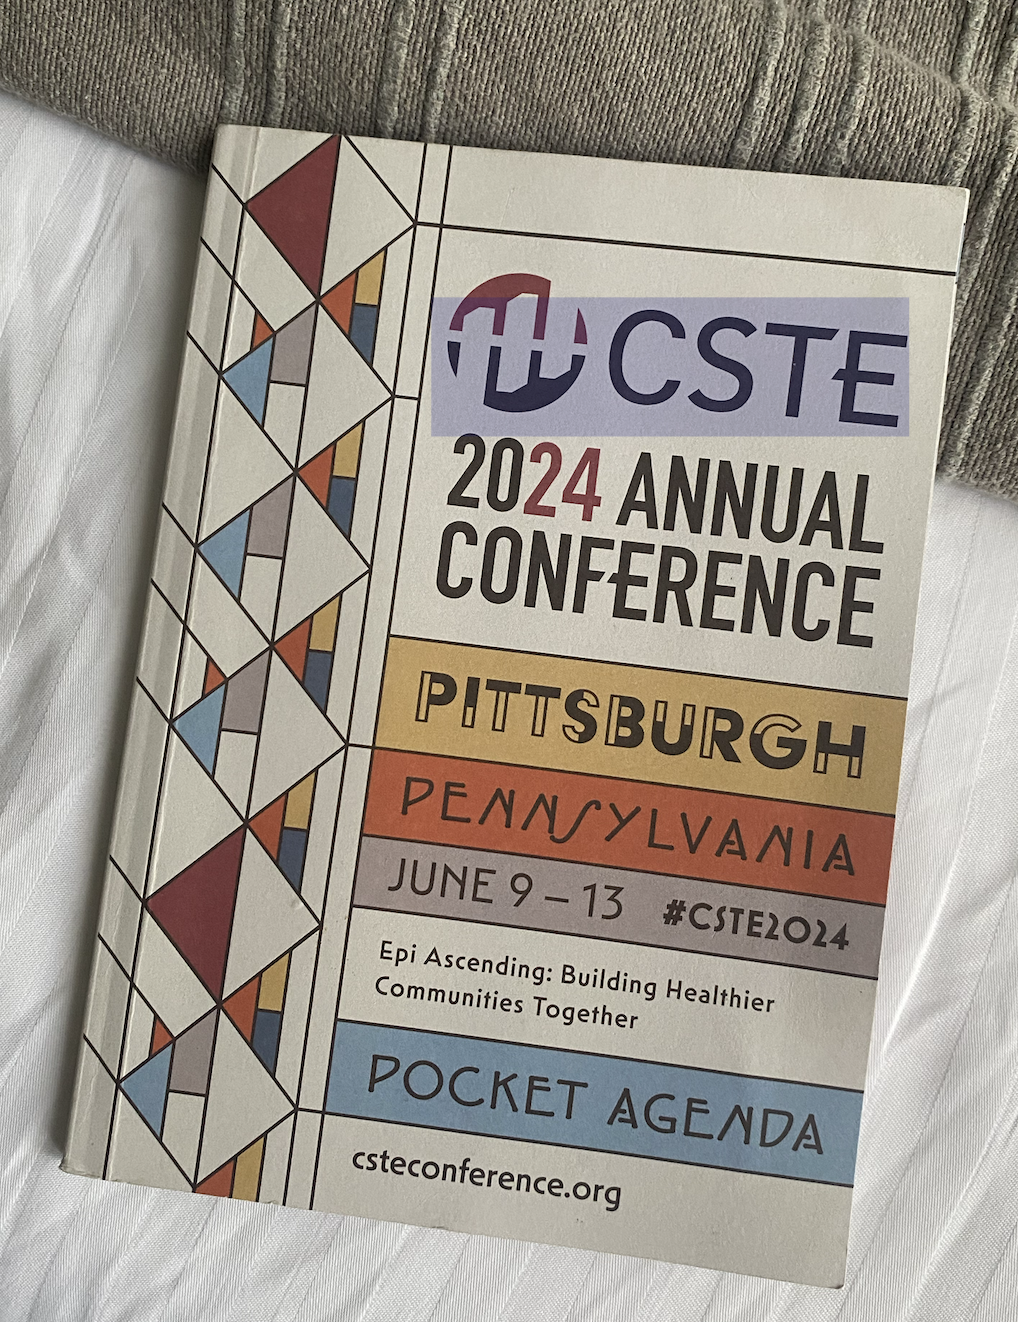 CSTE
2024 ANNUAL
CONFERENCE
PITTSBURGH
PENNSYLVANIA
JUNE 9 – 13 #CSTE2024
Epi Ascending: Building Healthier
Communities Together
POCKET AGENDA
csteconference.org